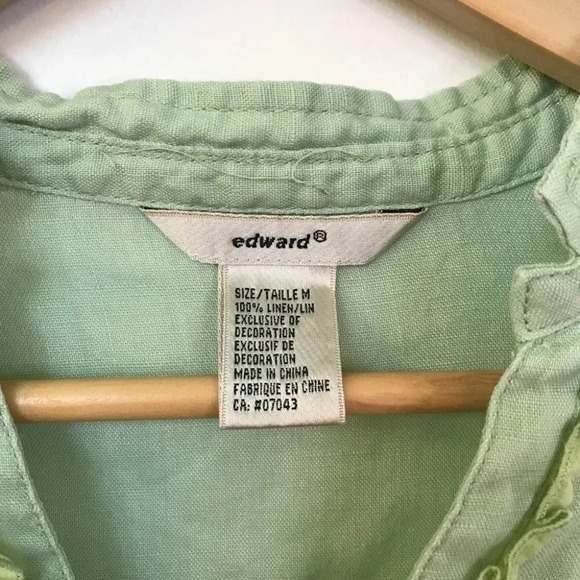 edward®
SIZE/TAILLE M
100% LINEN/LIN
EXCLUSIVE OF
DECORATION
EXCLUSIF DE
DECORATION
MADE IN CHINA
FABRIQUE EN CHINE
CA: #07043